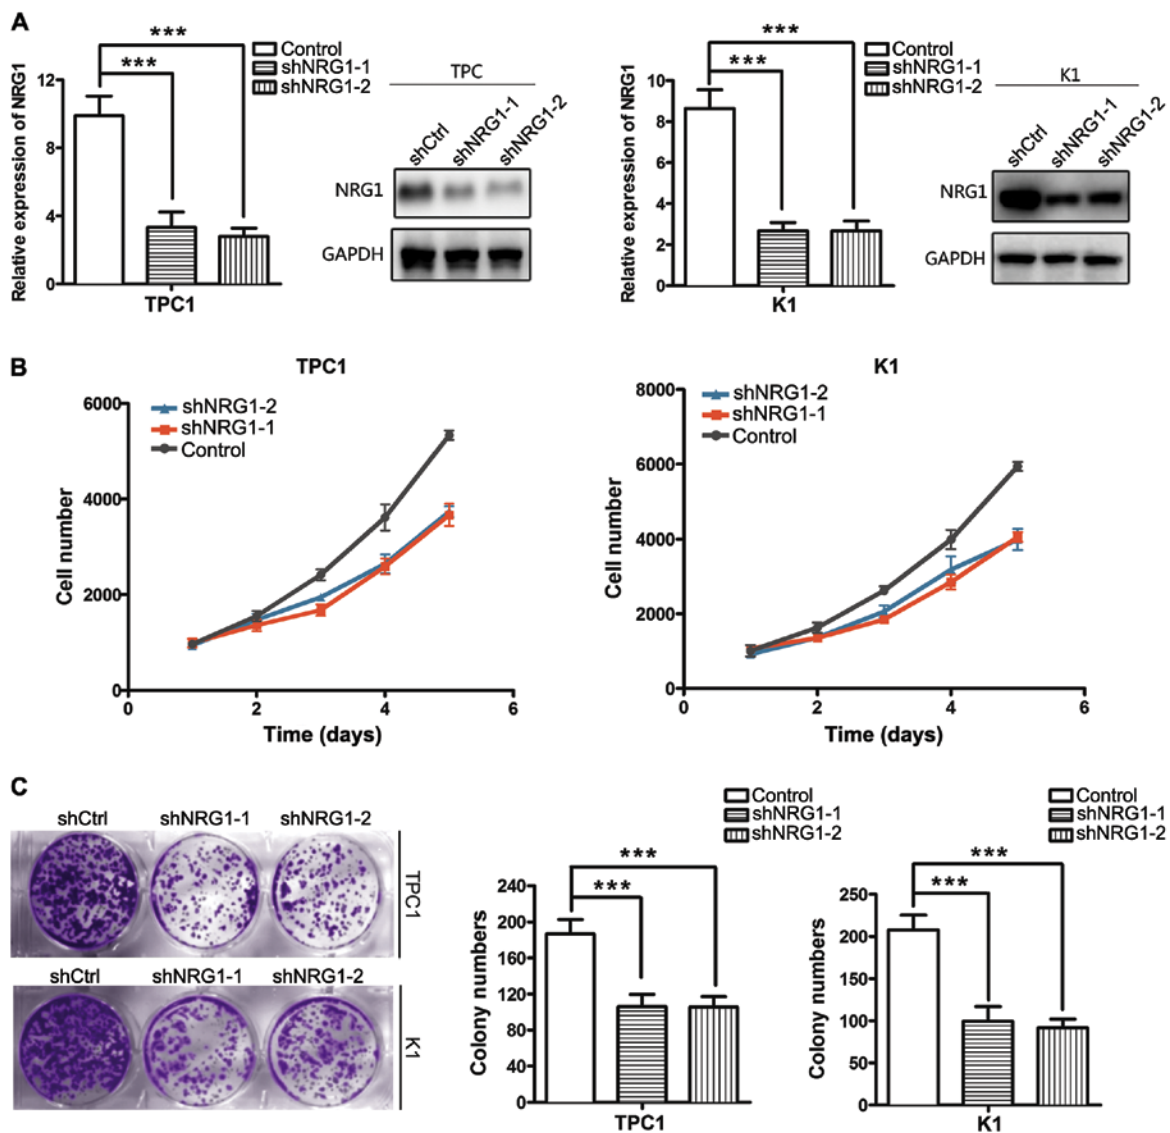 A
Relative expression of NRG1
12
8
4
0
***
***
Control
shNRG1-1
shNRG1-2
TPC1
TPC
shCtrl
shNRG1-1
shNRG1-2
NRG1
GAPDH
Relative expression of NRG1
10
8
6
4
2
0
***
***
Control
shNRG1-1
shNRG1-2
K1
K1
shCtrl
shNRG1-1
shNRG1-2
NRG1
GAPDH
B
TPC1
Cell number
6000
4000
2000
0
shNRG1-2
shNRG1-1
Control
0 2 4 6
Time (days)
K1
Cell number
8000
6000
4000
2000
0
shNRG1-2
shNRG1-1
Control
0 2 4 6
Time (days)
C
shCtrl shNRG1-1 shNRG1-2
TPC1
shCtrl shNRG1-1 shNRG1-2
K1
Control
shNRG1-1
shNRG1-2
***
***
Colony numbers
240
200
160
120
80
40
0
TPC1
Control
shNRG1-1
shNRG1-2
***
***
Colony numbers
250
200
150
100
50
0
K1